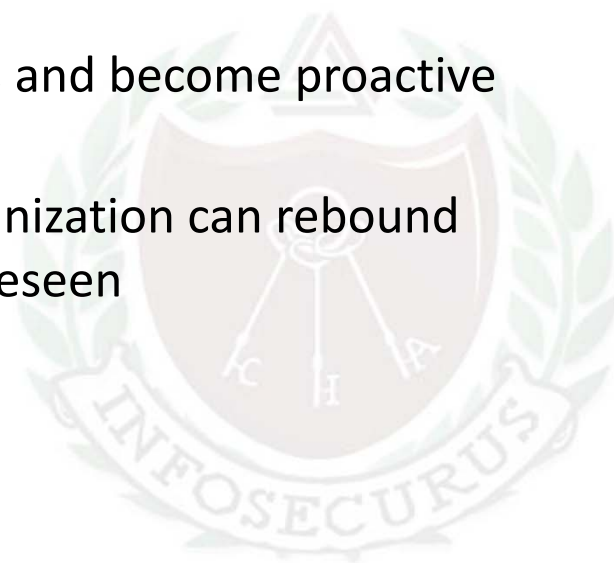 and become proactive
nization can rebound
eseen
C I A
INFOSECURUS